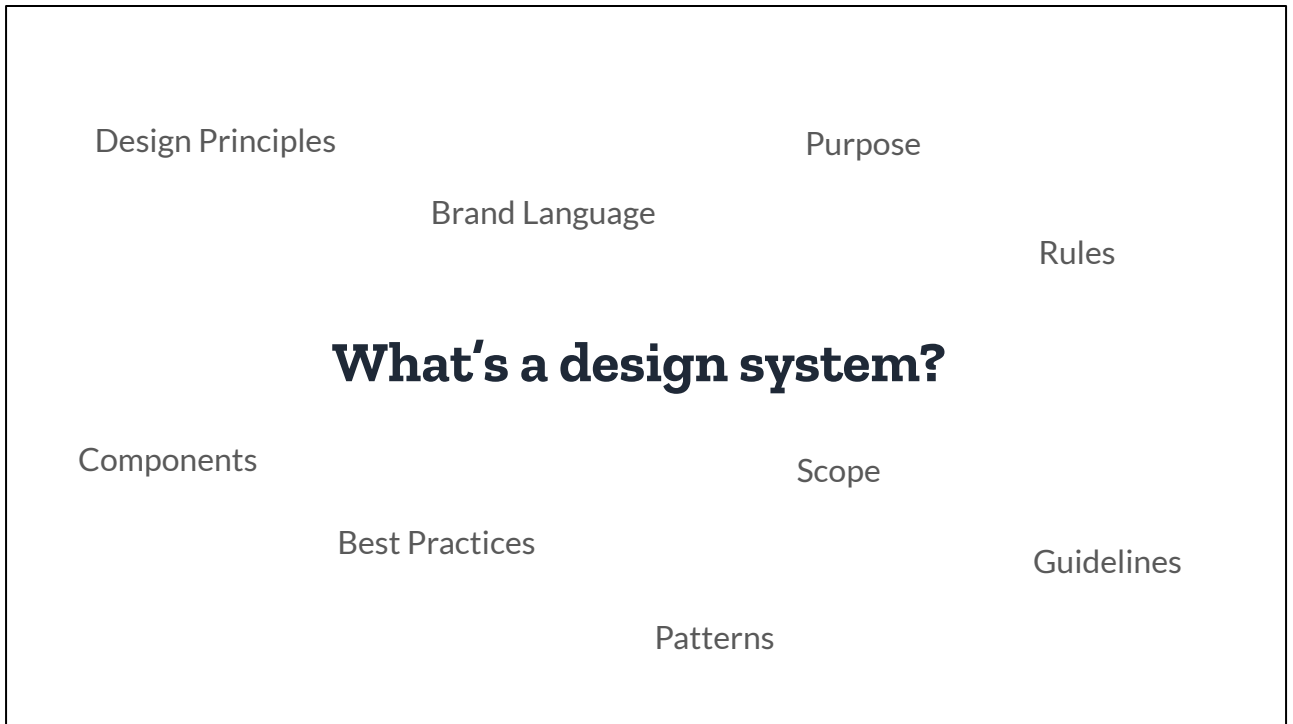 Design Principles
Purpose
Brand Language
Rules
What's a design system?
Components
Scope
Best Practices
Guidelines
Patterns